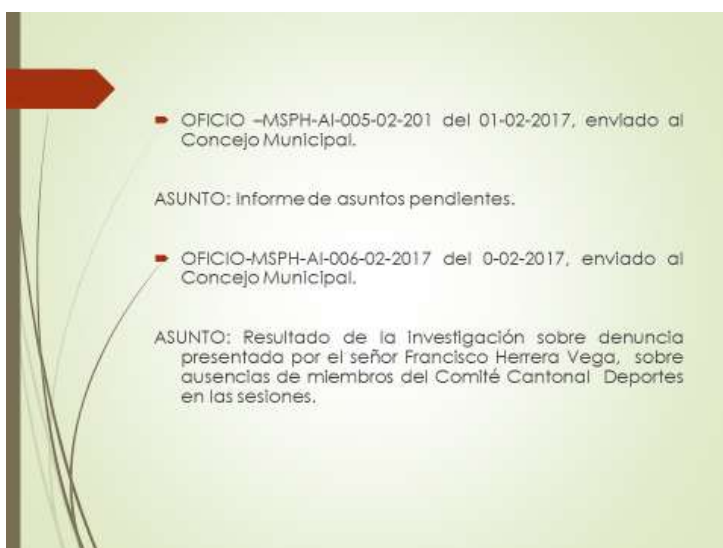 OFICIO –MSPH-AI-005-02-201 del 01-02-2017, enviado al
Concejo Municipal.
ASUNTO: Informe de asuntos pendientes.
OFICIO-MSPH-AI-006-02-2017 del 0-02-2017, enviado al
Concejo Municipal.
ASUNTO: Resultado de la investigación sobre denuncia
presentada por el señor Francisco Herrera Vega, sobre
ausencias de miembros del Comité Cantonal Deportes
en las sesiones.